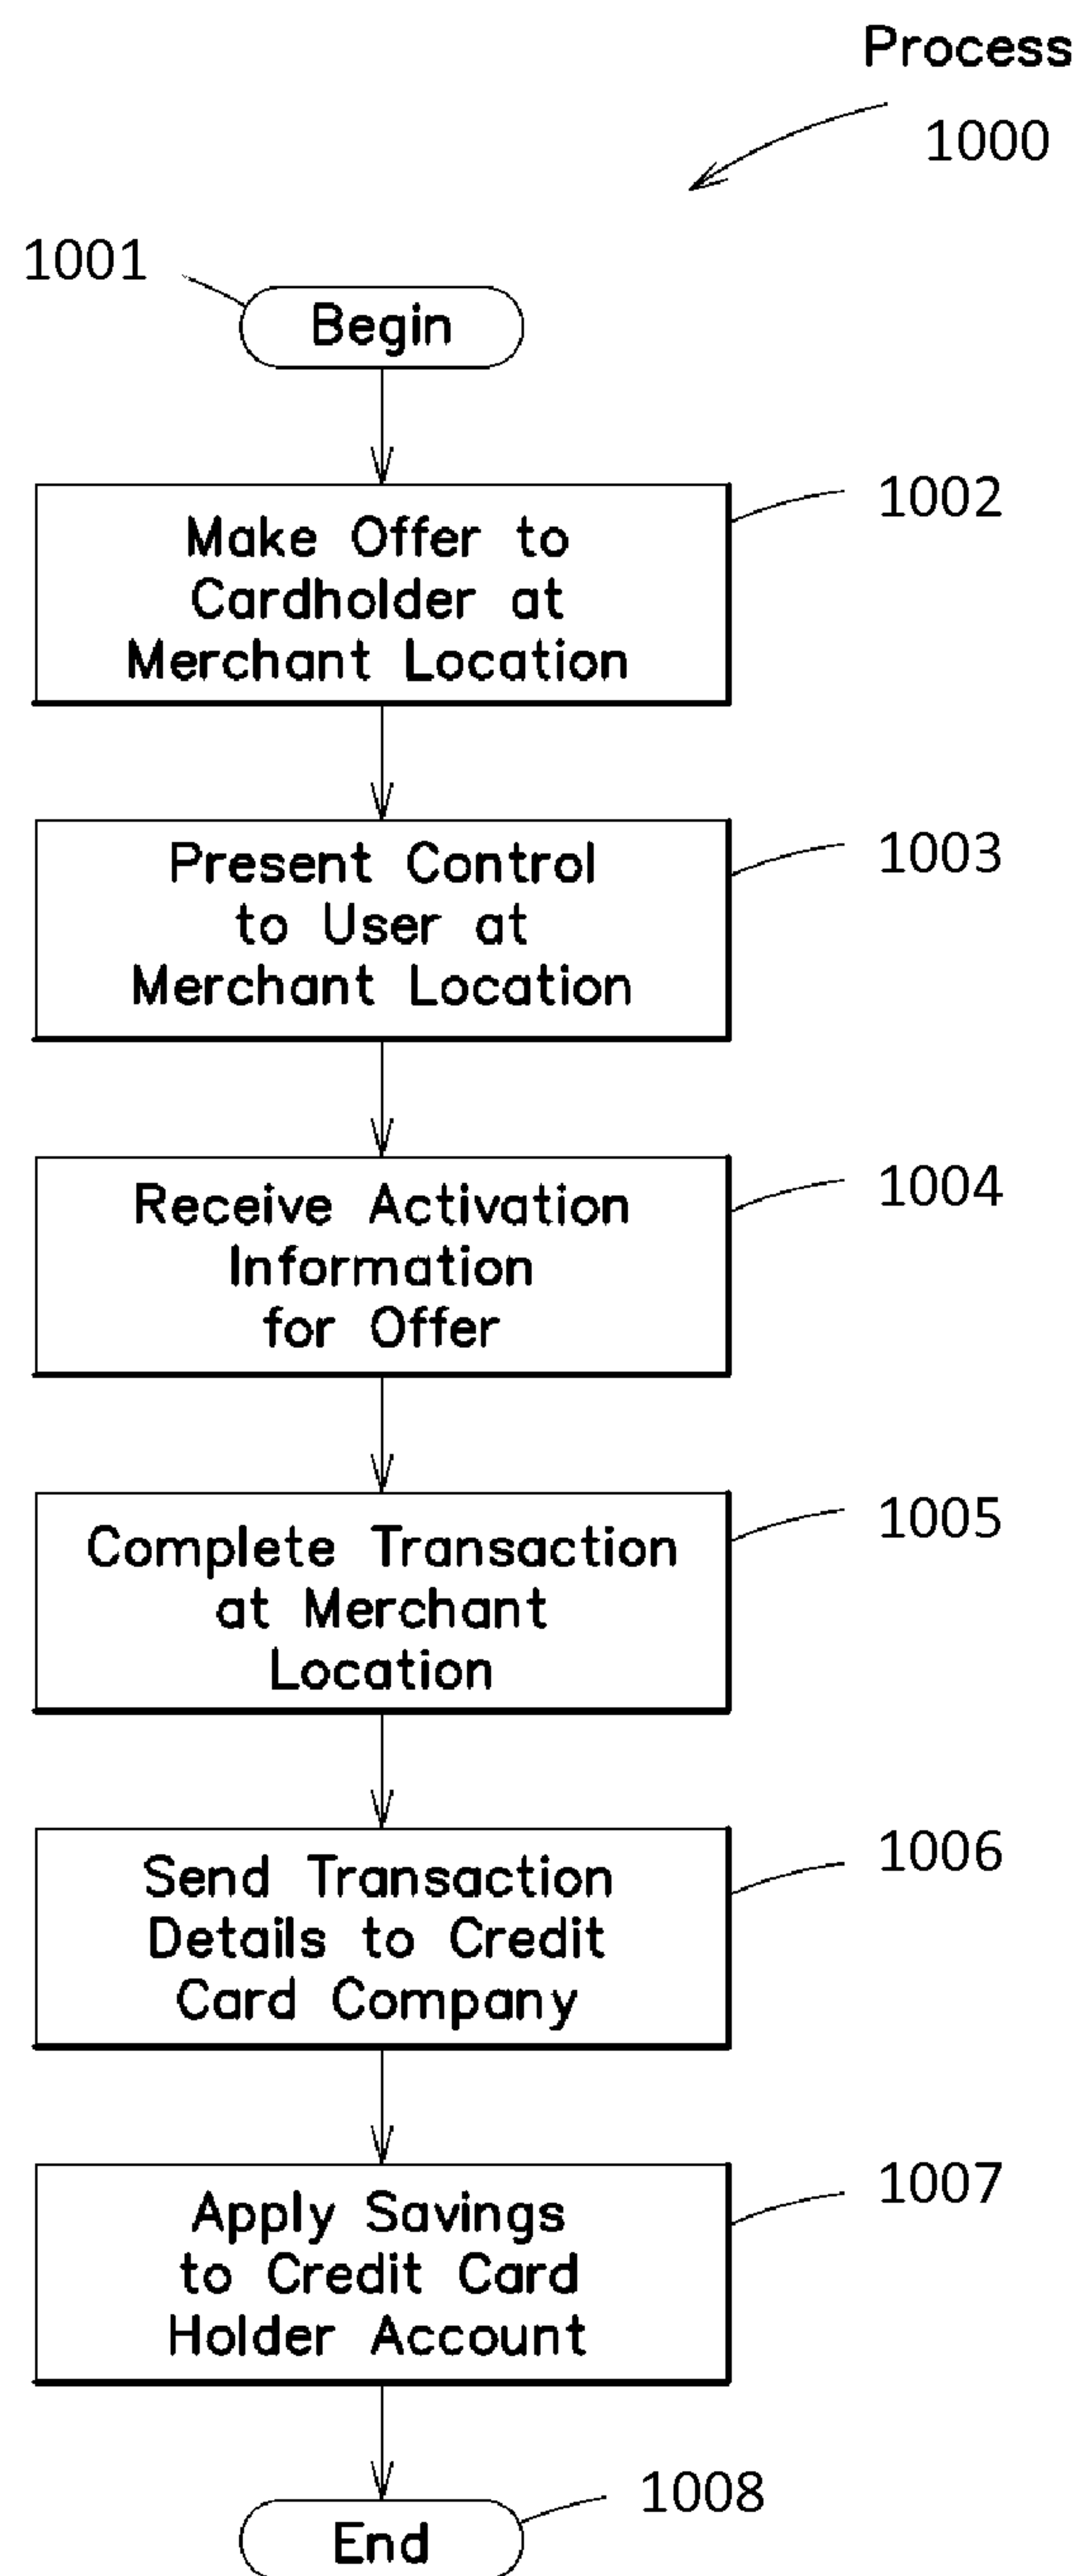 Process
1000
1001
Begin
1002
Make Offer to
Cardholder at
Merchant Location
1003
Present Control
to User at
Merchant Location
1004
Receive Activation
Information
for Offer
1005
Complete Transaction
at Merchant
Location
1006
Send Transaction
Details to Credit
Card Company
1007
Apply Savings
to Credit Card
Holder Account
1008
End